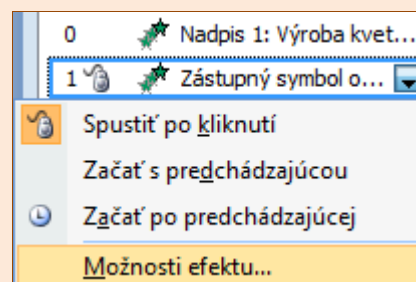 0 Nadpis 1: Výroba kvet...
1 Zástupný symbol o...
Spustiť po kliknutí
Začať s predchádzajúcou
Začať po predchádzajúcej
Možnosti efektu...